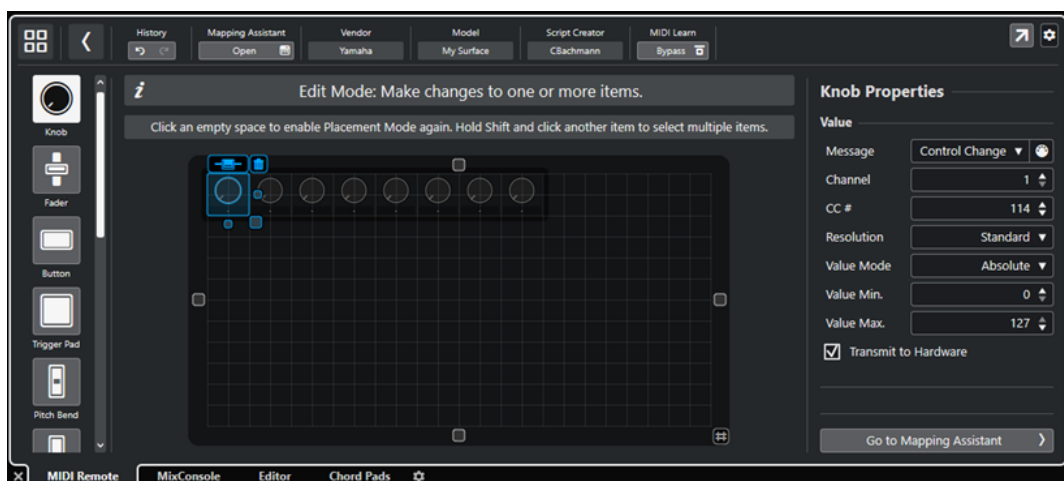 History
Mapping Assistant
Open
Vendor
Yamaha
Model
My Surface
Script Creator
CBachmann
MIDI Learn
Bypass
Knob
Fader
Button
Trigger Pad
Pitch Bend
i
Edit Mode: Make changes to one or more items.
Click an empty space to enable Placement Mode again. Hold Shift and click another item to select multiple items.
Knob Properties
Value
Message Control Change
Channel 1
CC # 114
Resolution Standard
Value Mode Absolute
Value Min. 0
Value Max. 127
Transmit to Hardware
Go to Mapping Assistant
MIDI Remote MixConsole Editor Chord Pads